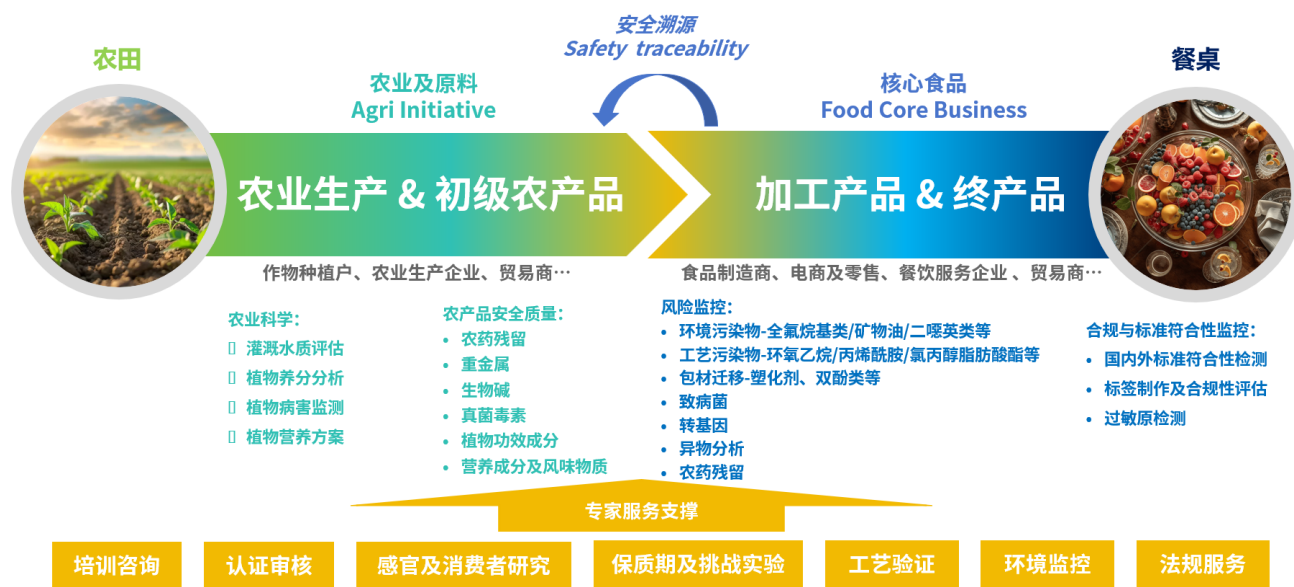 安全溯源
Safety traceability
农田
餐桌
农业及原料
Agri Initiative
核心食品
Food Core Business
农业生产 & 初级农产品
加工产品 & 终产品
作物种植户、农业生产企业、贸易商…
食品制造商、电商及零售、餐饮服务企业 、贸易商…
农业科学：
灌溉水质评估
植物养分分析
植物病害监测
植物营养方案
农产品安全质量：
• 农药残留
• 重金属
• 生物碱
• 真菌毒素
• 植物功效成分
• 营养成分及风味物质
风险监控：
• 环境污染物-全氟烷基类/矿物油/二噁英类等
• 工艺污染物-环氧乙烷/丙烯酰胺/氯丙醇脂肪酸酯等
• 包材迁移-塑化剂、双酚类等
• 致病菌
• 转基因
• 异物分析
• 农药残留
合规与标准符合性监控：
• 国内外标准符合性检测
• 标签制作及合规性评估
• 过敏原检测
专家服务支撑
培训咨询
认证审核
感官及消费者研究
保质期及挑战实验
工艺验证
环境监控
法规服务